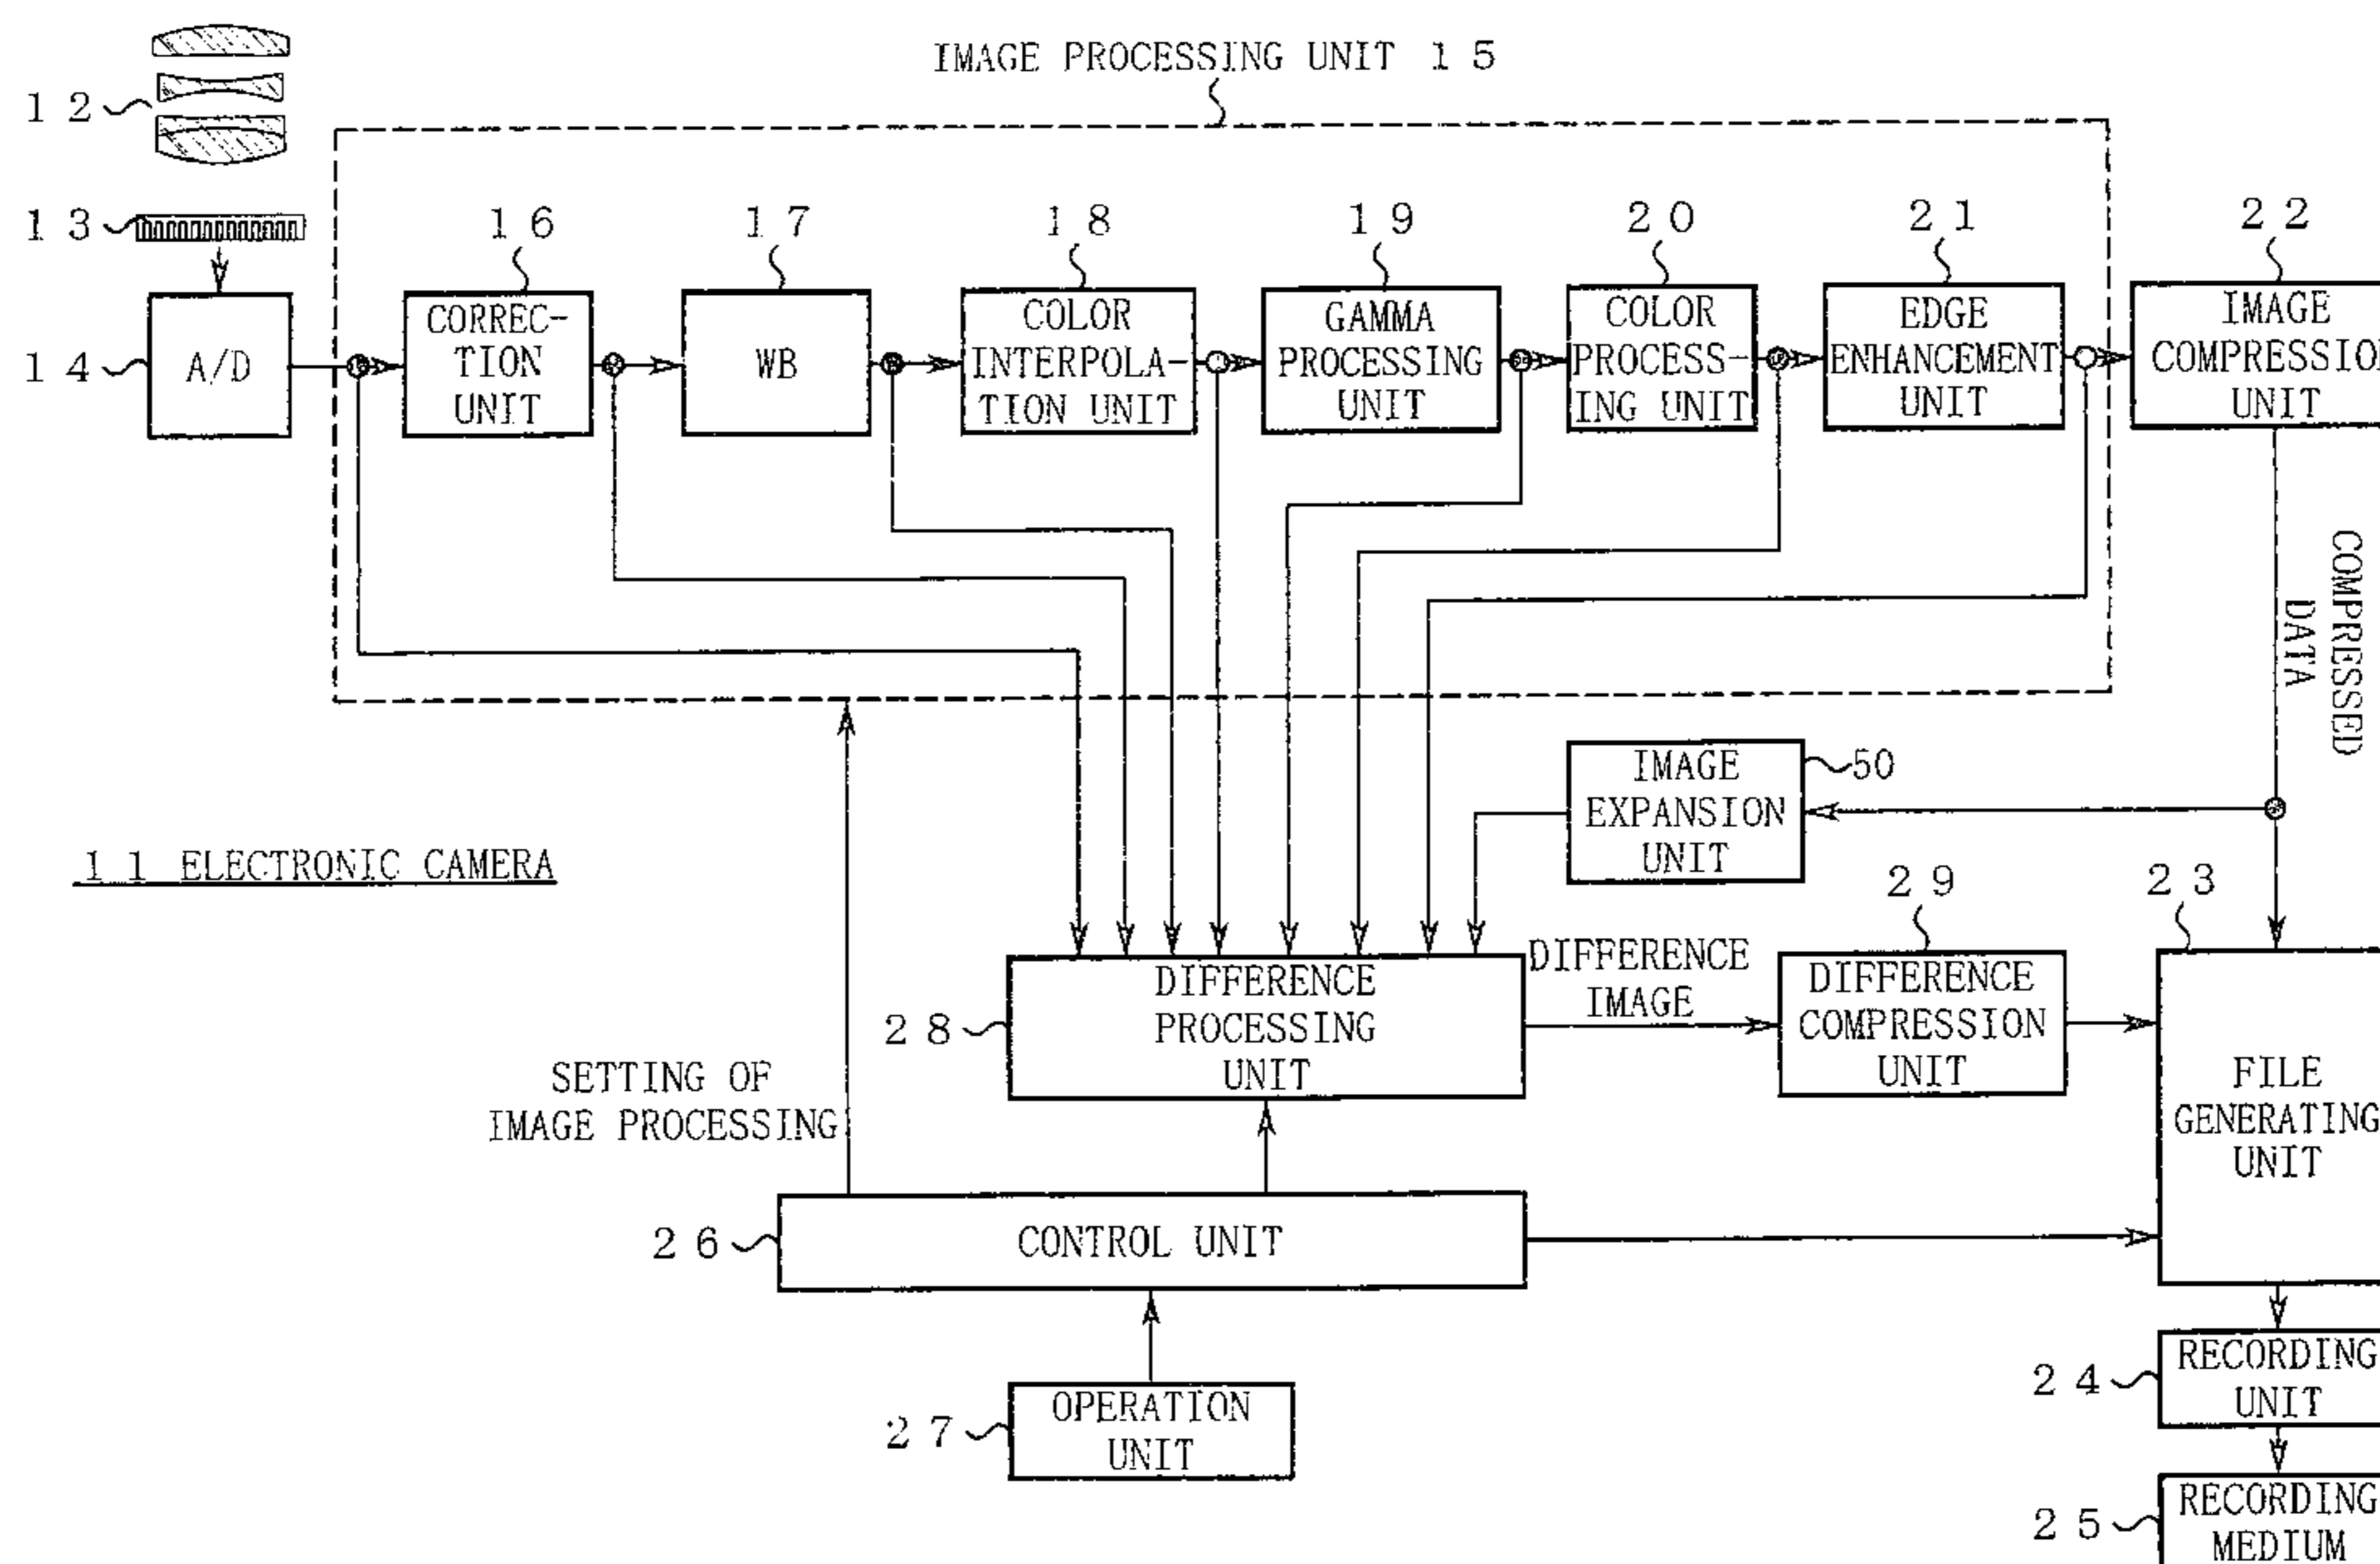 IMAGE PROCESSING UNIT 15
12
13
14
A/D
16
CORREC-
TION
UNIT
17
WB
18
COLOR
INTERPOLA-
TION UNIT
19
GAMMA
PROCESSING
UNIT
20
COLOR
PROCESS-
ING UNIT
21
EDGE
ENHANCEMENT
UNIT
22
IMAGE
COMPRESSION
UNIT
COMPRESSED
DATA
IMAGE
EXPANSION
UNIT
50
11 ELECTRONIC CAMERA
28
DIFFERENCE
PROCESSING
UNIT
DIFFERENCE
IMAGE
29
DIFFERENCE
COMPRESSION
UNIT
23
FILE
GENERATING
UNIT
SETTING OF
IMAGE PROCESSING
26
CONTROL UNIT
27
OPERATION
UNIT
24
RECORDING
UNIT
25
RECORDING
MEDIUM